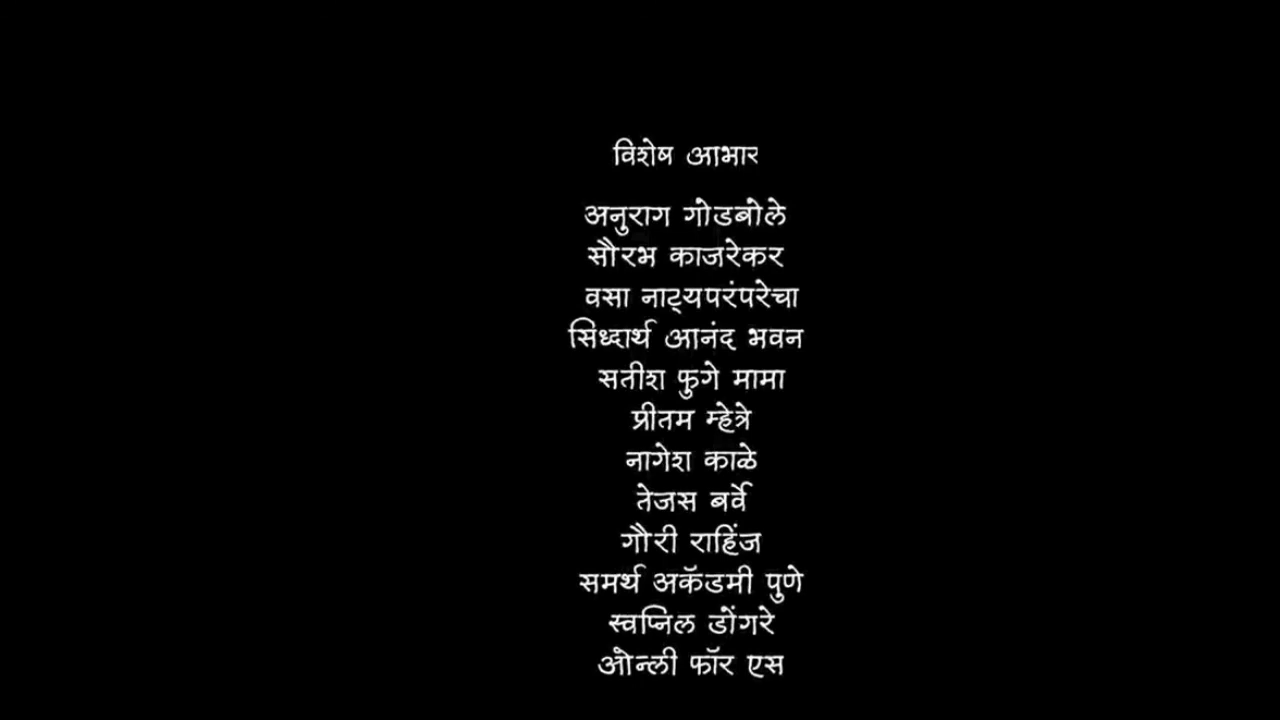 विशेष आभार
अनुराग गोडबोले
सौरभ काजरेकर
वसा नाट्यपरंपरेचा
सिध्दार्थ आनंद भवन
सतीश फुगे मामा
प्रीतम म्हेत्रे
नागेश काळे
तेजस बर्वे
गौरी राहिंज
समर्थ अकॅडमी पुणे
स्वप्निल डोंगरे
ओन्ली फॉर एस